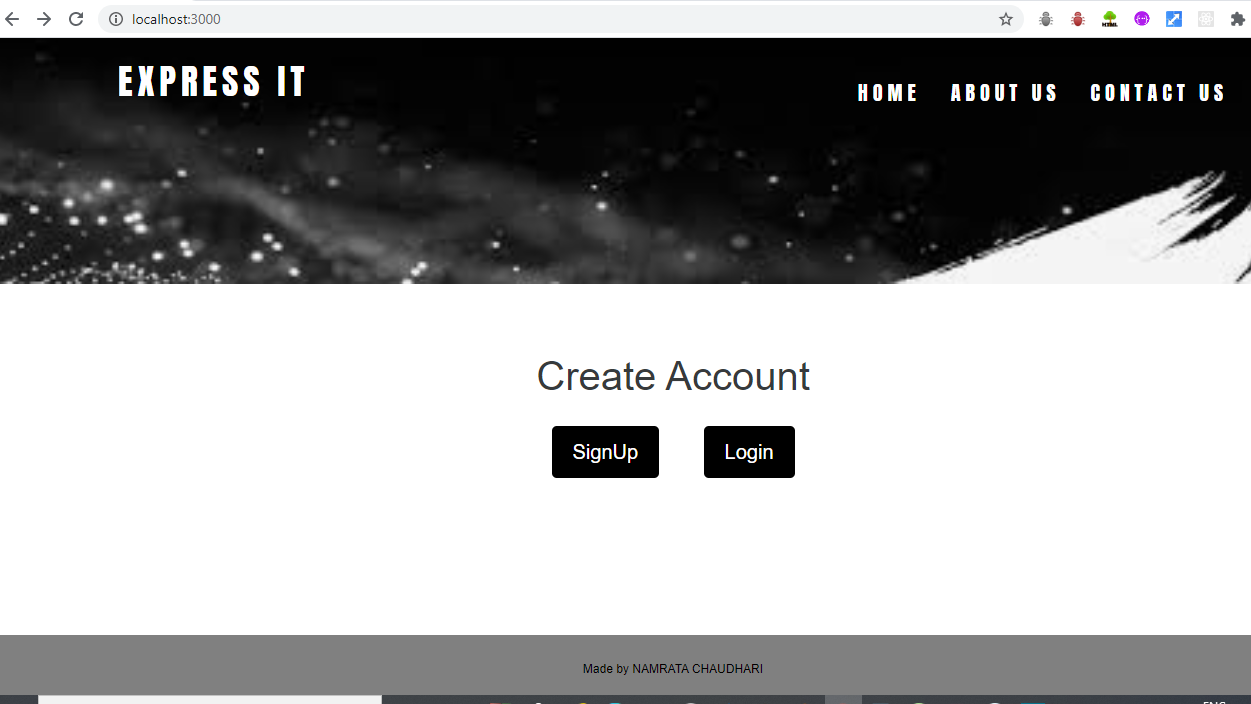 localhost:3000
EXPRESS IT
HOME ABOUT US CONTACT US
Create Account
SignUp Login
Made by NAMRATA CHAUDHARI